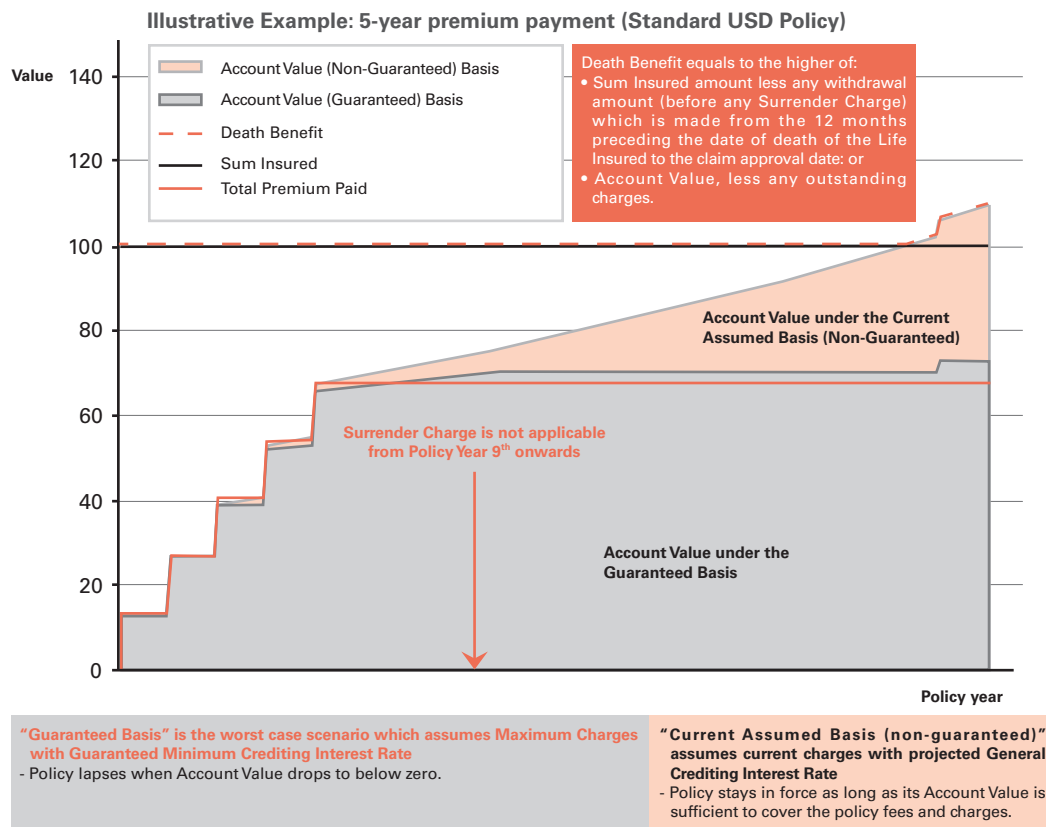 Illustrative Example: 5-year premium payment (Standard USD Policy)
Value
140
120
100
80
60
40
20
0
Account Value (Non-Guaranteed) Basis
Account Value (Guaranteed) Basis
Death Benefit
Sum Insured
Total Premium Paid
Death Benefit equals to the higher of:
• Sum Insured amount less any withdrawal
amount (before any Surrender Charge)
which is made from the 12 months
preceding the date of death of the Life
Insured to the claim approval date: or
• Account Value, less any outstanding
charges.
Account Value under the Current
Assumed Basis (Non-Guaranteed)
Surrender Charge is not applicable
from Policy Year 9th onwards
Account Value under the
Guaranteed Basis
Policy year
“Guaranteed Basis” is the worst case scenario which assumes Maximum Charges
with Guaranteed Minimum Crediting Interest Rate
- Policy lapses when Account Value drops to below zero.
“Current Assumed Basis (non-guaranteed)”
assumes current charges with projected General
Crediting Interest Rate
- Policy stays in force as long as its Account Value is
sufficient to cover the policy fees and charges.